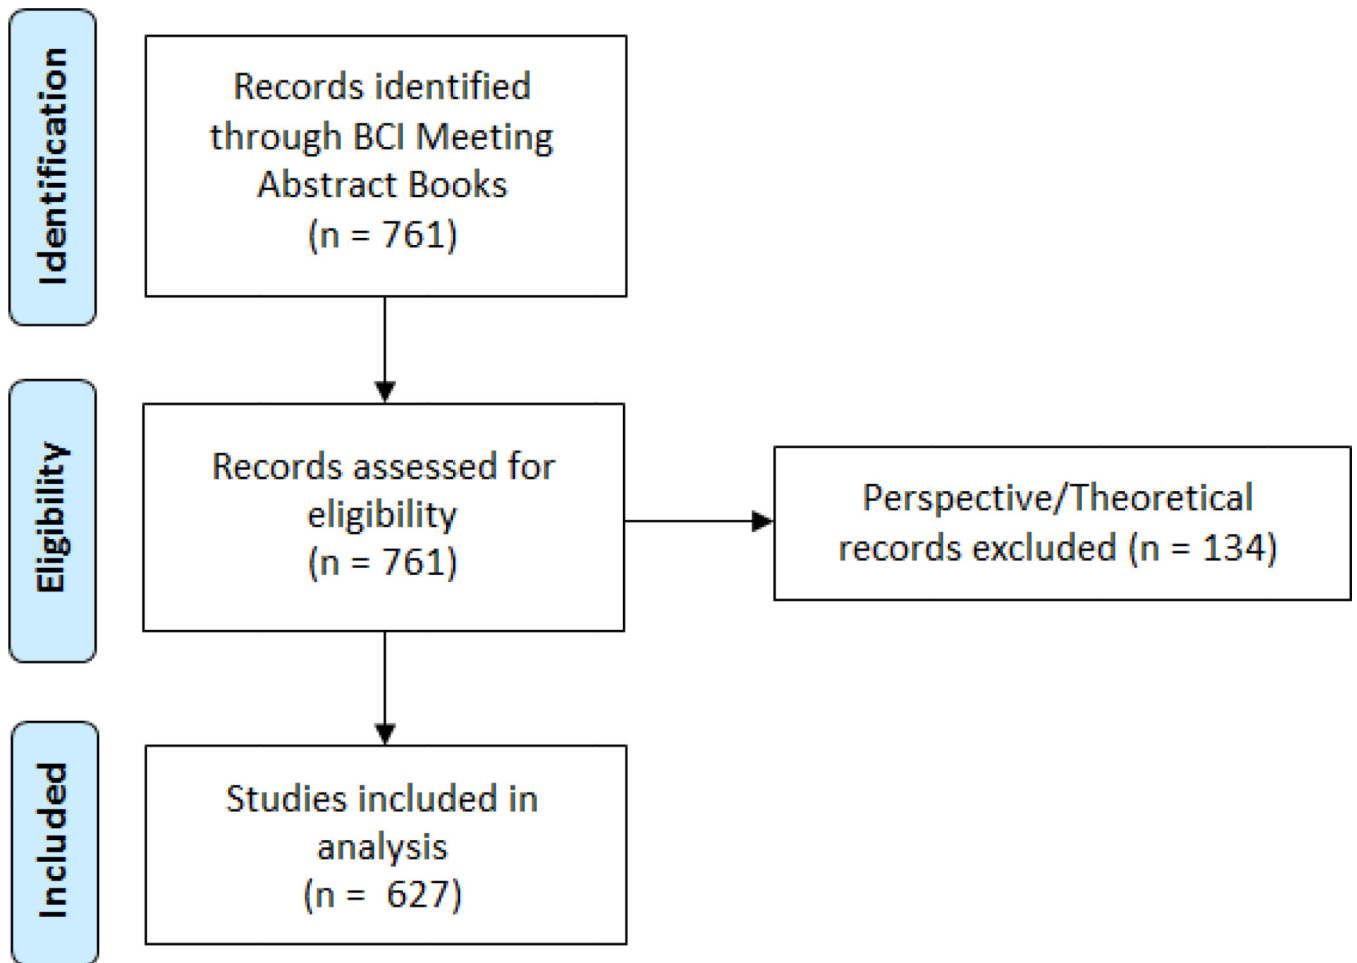 Identification
Records identified
through BCI Meeting
Abstract Books
(n = 761)
Eligibility
Records assessed for
eligibility
(n = 761)
Perspective/Theoretical
records excluded (n = 134)
Included
Studies included in
analysis
(n =  627)